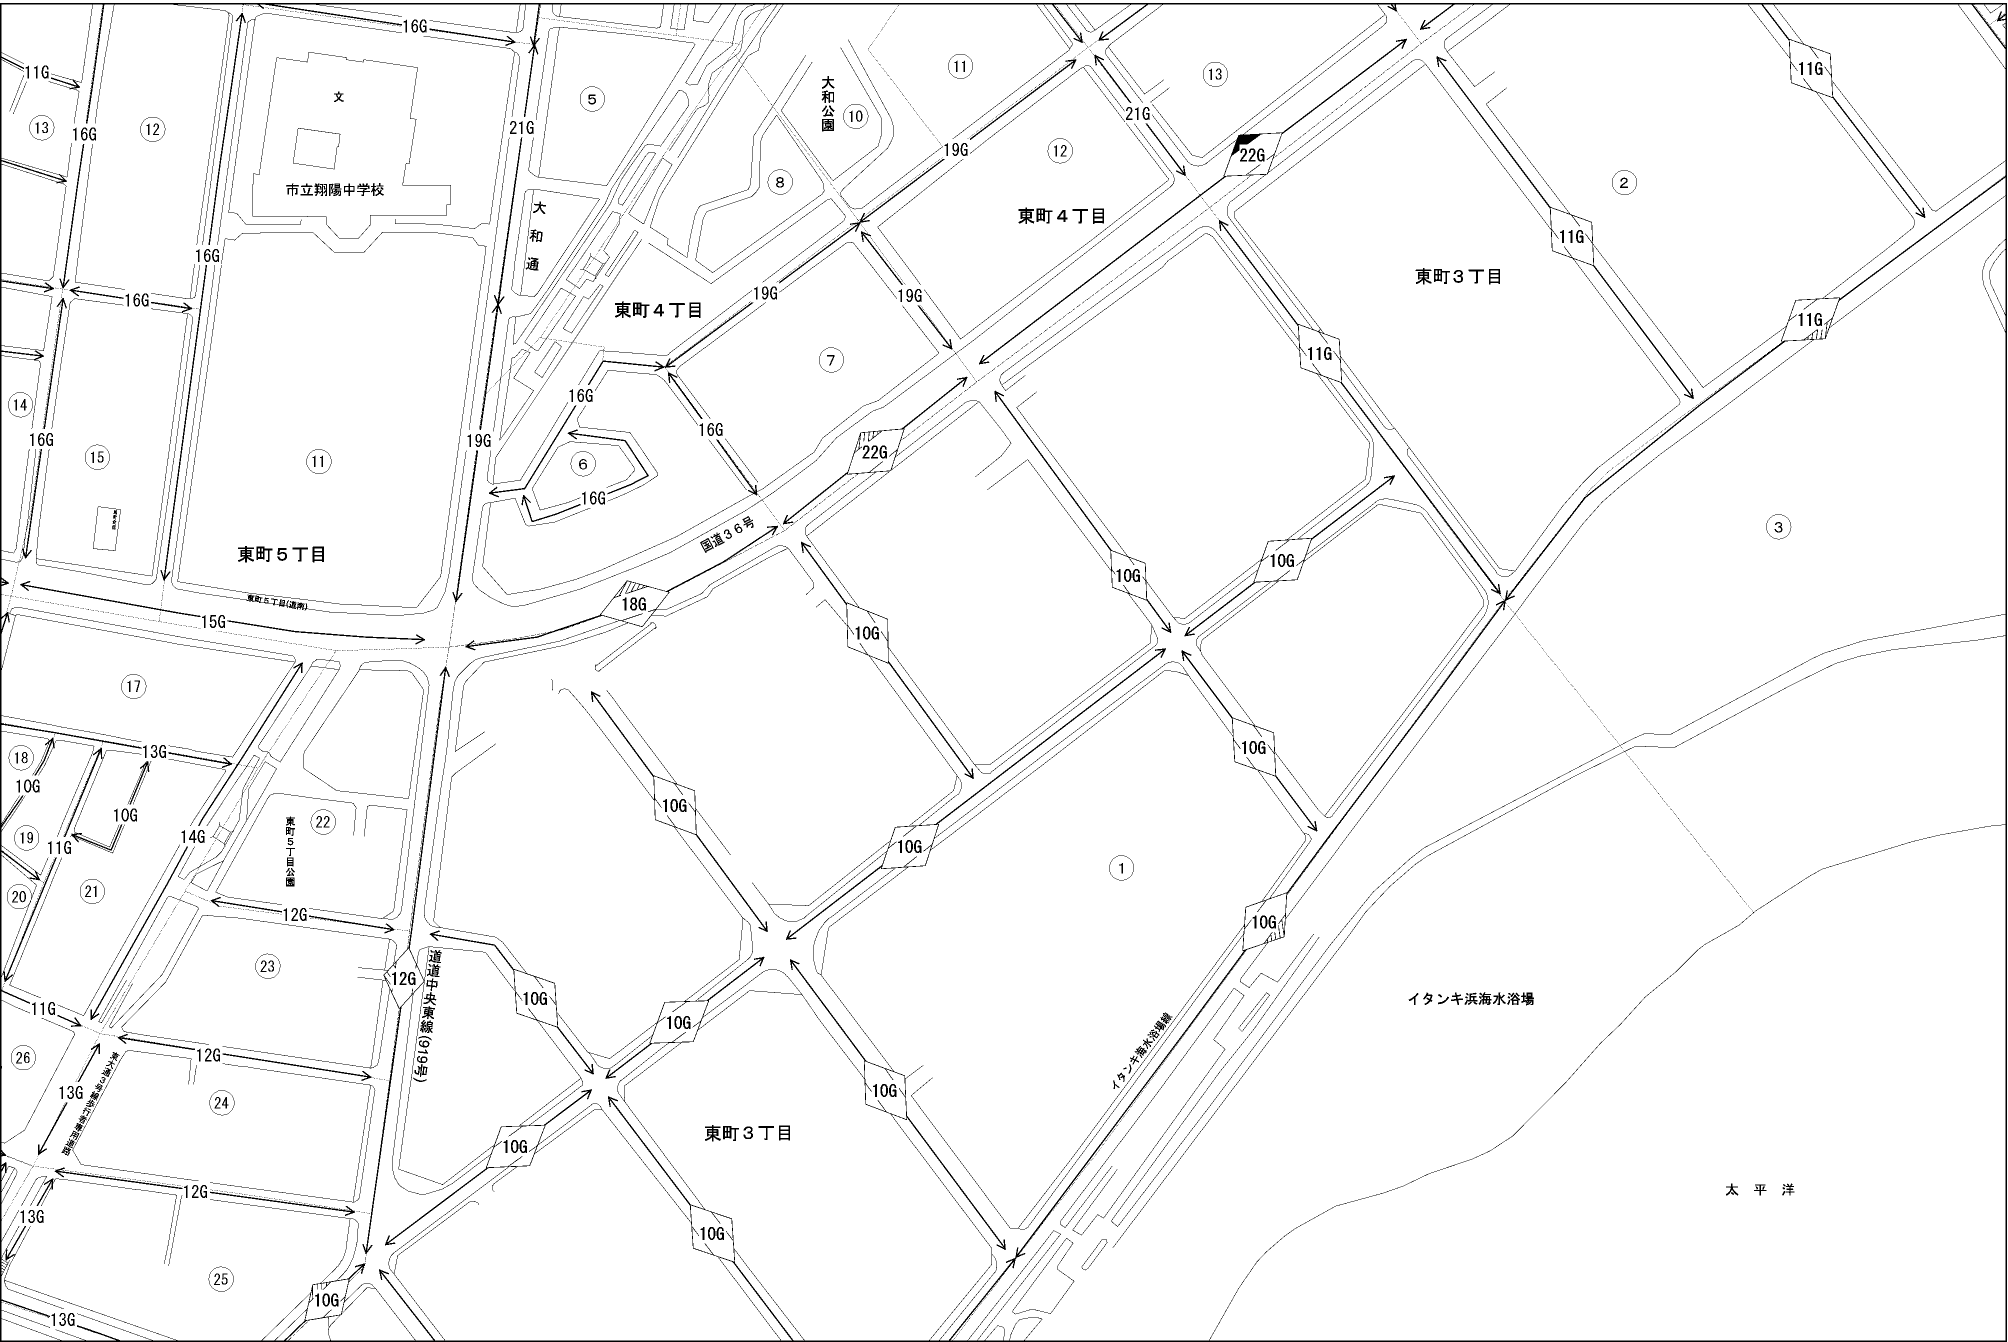 16G
11G
文
5
大和公園
11
13
11G
13
16G
12
21G
10
21G
22G
19G
12
8
2
市立翔陽中学校
大和通
東町4丁目
11G
16G
東町3丁目
16G
19G
19G
東町4丁目
11G
11G
7
16G
14
16G
15
11
19G
16G
22G
6
16G
3
国道36号
東町5丁目
10G
10G
東町5丁目(道南)
18G
15G
10G
17
13G
18
10G
10G
10G
10G
22
東町5丁目公園
14G
19
11G
10G
1
20
21
12G
10G
23
12G
道道中央東線(919号)
10G
イタンキ浜海水浴場
11G
10G
イタンキ海水浴場線
26
12G
13G
24
10G
東町3丁目
10G
12G
太平洋
13G
10G
25
10G
13G